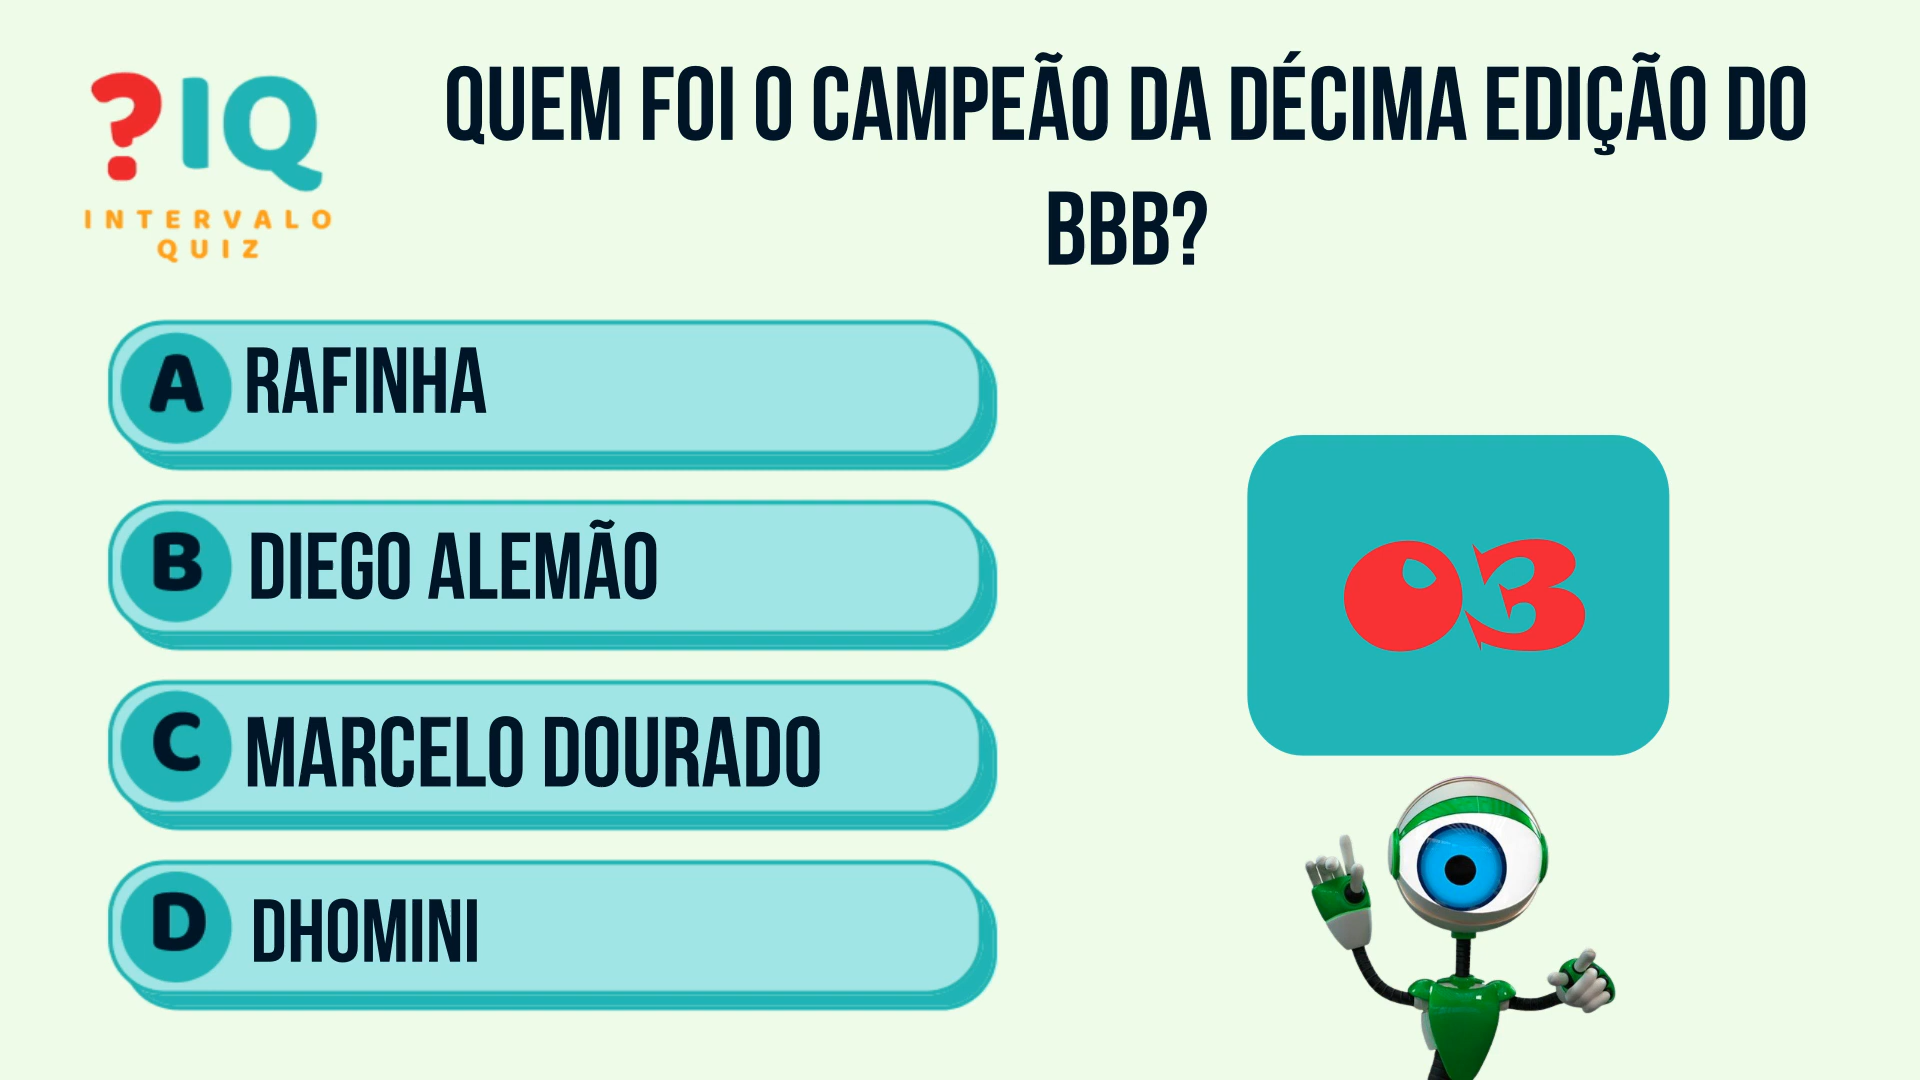 ?IQ
INTERVALO
QUIZ
QUEM FOI O CAMPEÃO DA DÉCIMA EDIÇÃO DO
BBB?
A RAFINHA
B DIEGO ALEMÃO
C MARCELO DOURADO
D DHOMINI
03